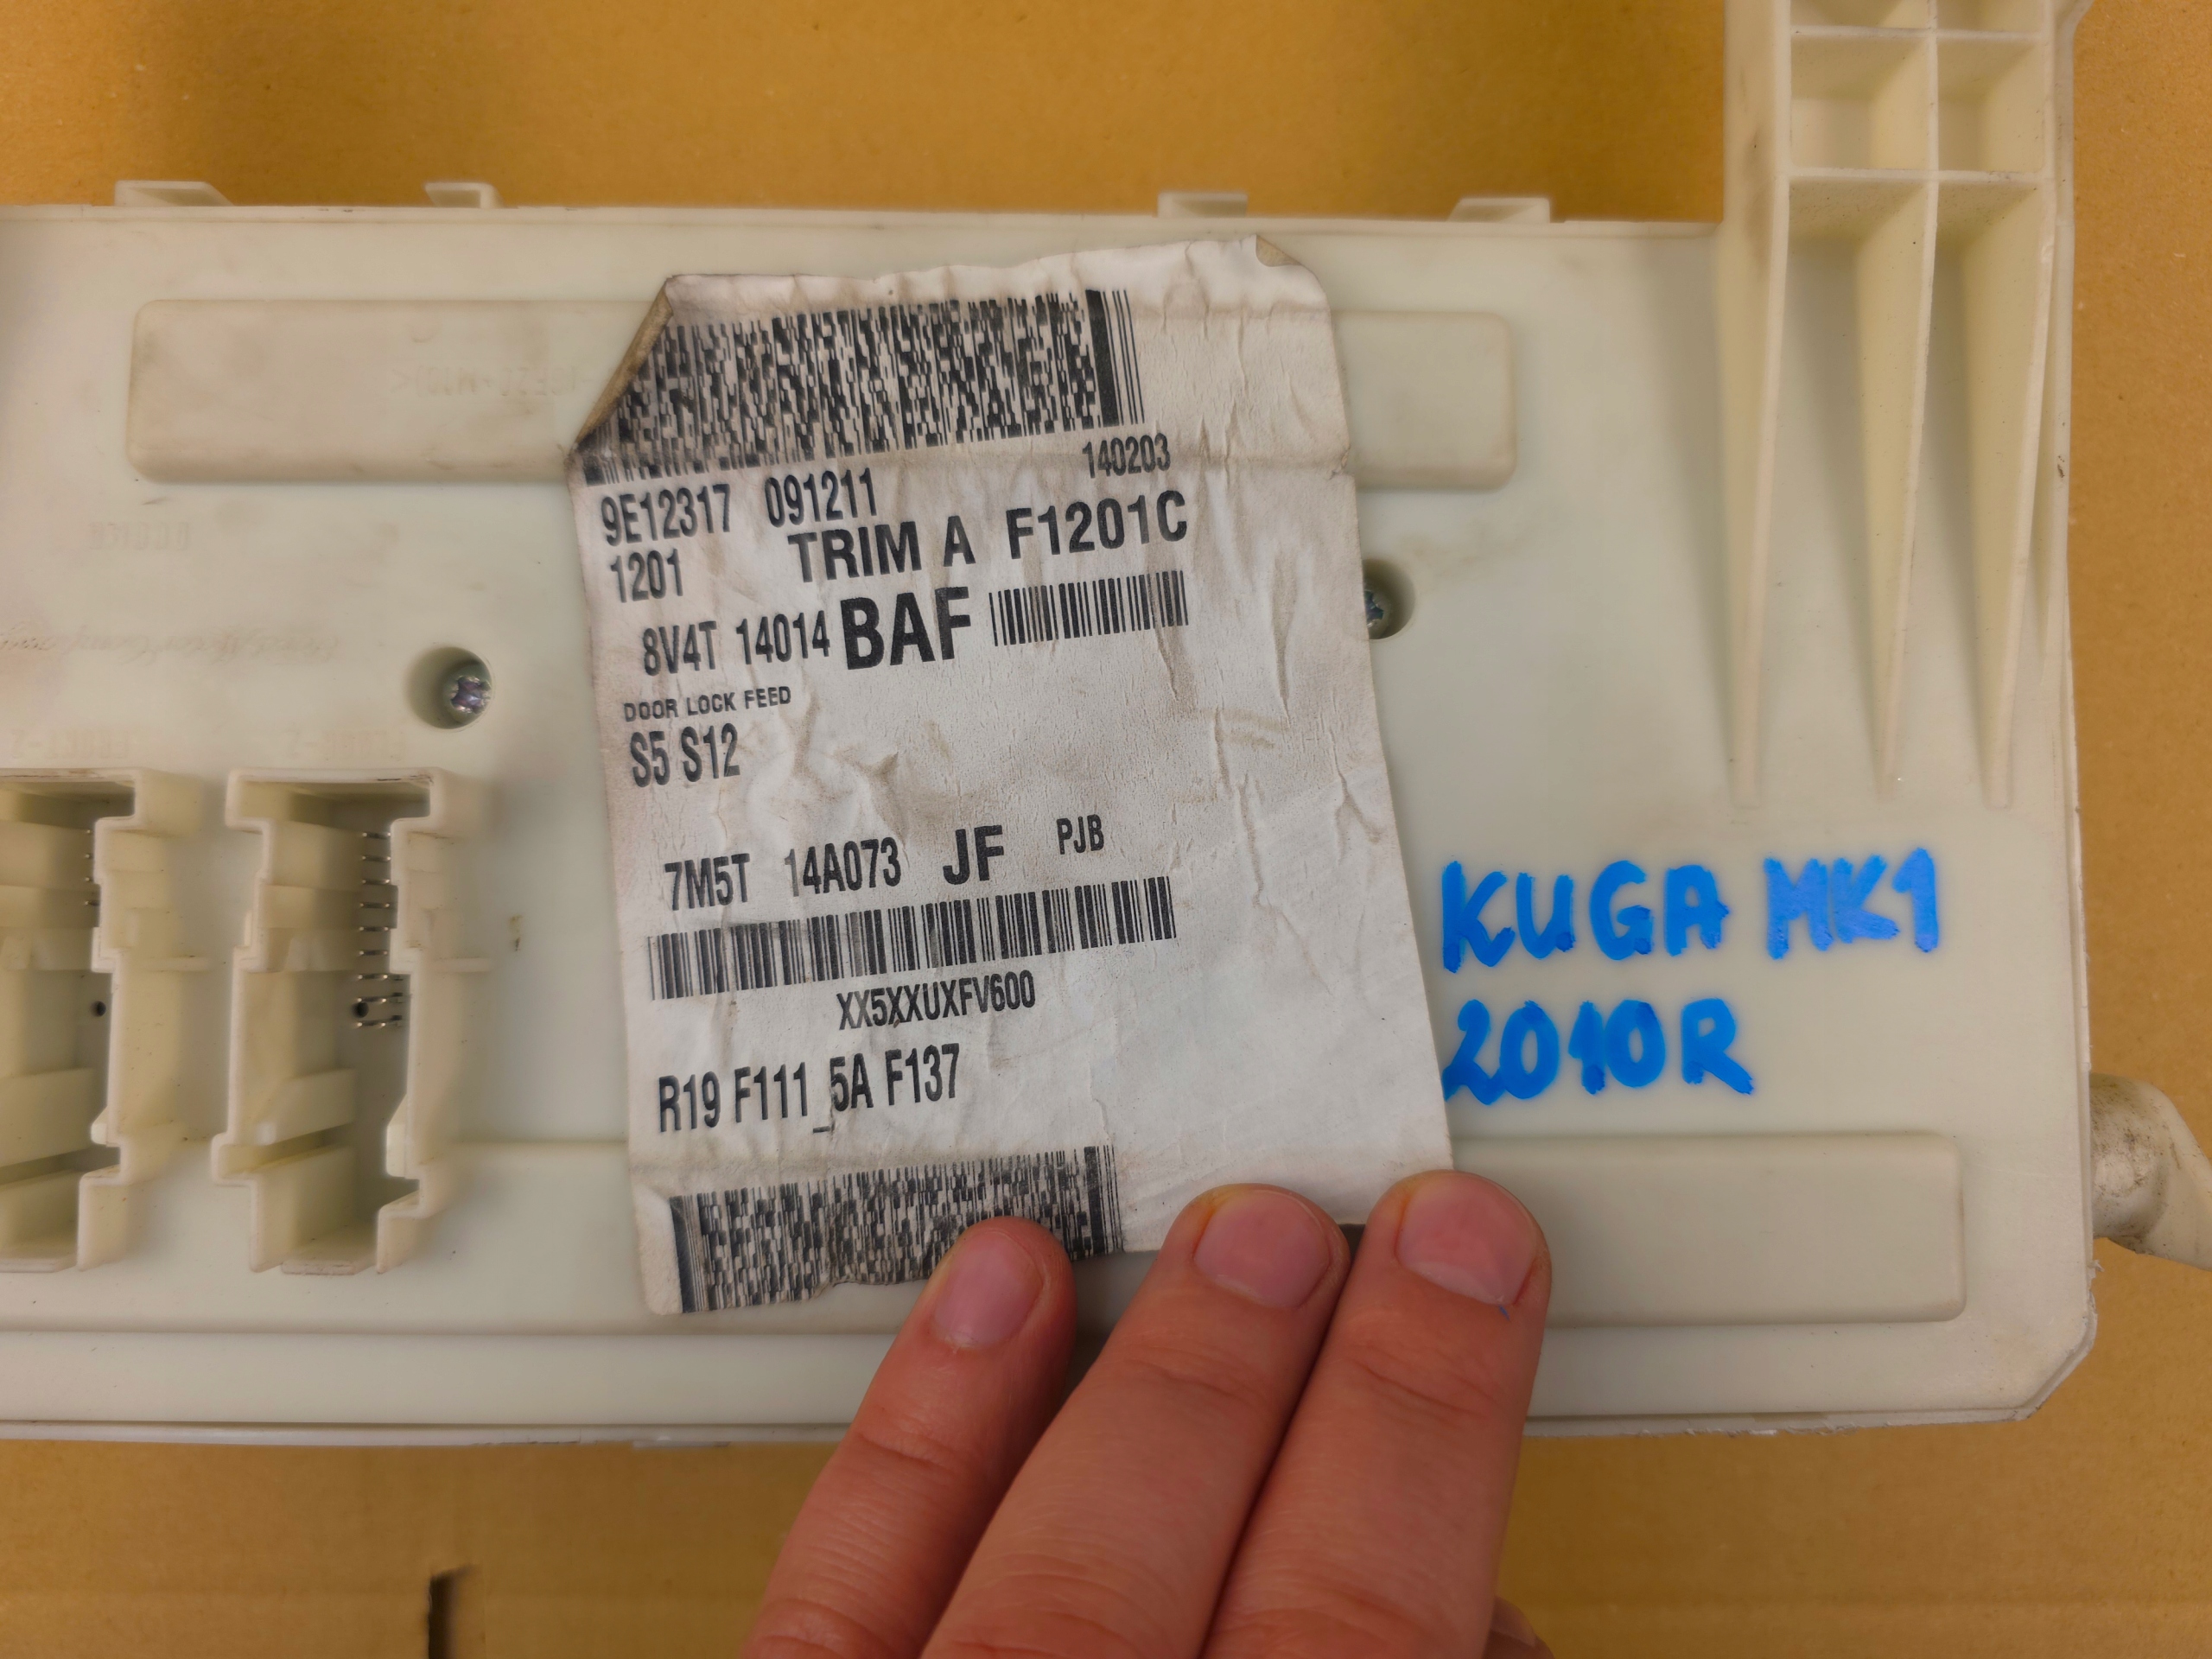 140203
9E12317 091211
1201 TRIM A F1201C
8V4T 14014 BAF
DOOR LOCK FEED
S5 S12
7M5T 14A073 JF PJB
XX5XXUXFV600
R19 F111_5A F137
KUGA MK1
2010R